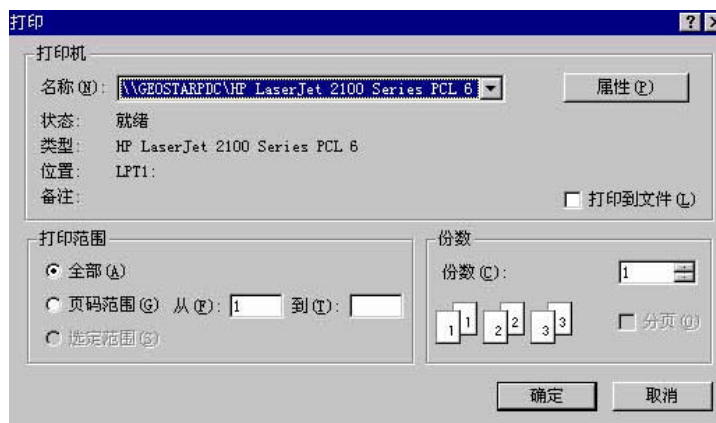 打印
打印机
名称(N): \\GEOSTARPDC\HP LaserJet 2100 Series PCL 6 属性(P)
状态: 就绪
类型: HP LaserJet 2100 Series PCL 6
位置: LPT1:
备注: 打印到文件(L)
打印范围
全部(A)
页码范围(G) 从(F): 1 到(T):
选定范围(S)
份数
份数(C): 1
1 1 2 2 3 3 分页(O)
确定 取消